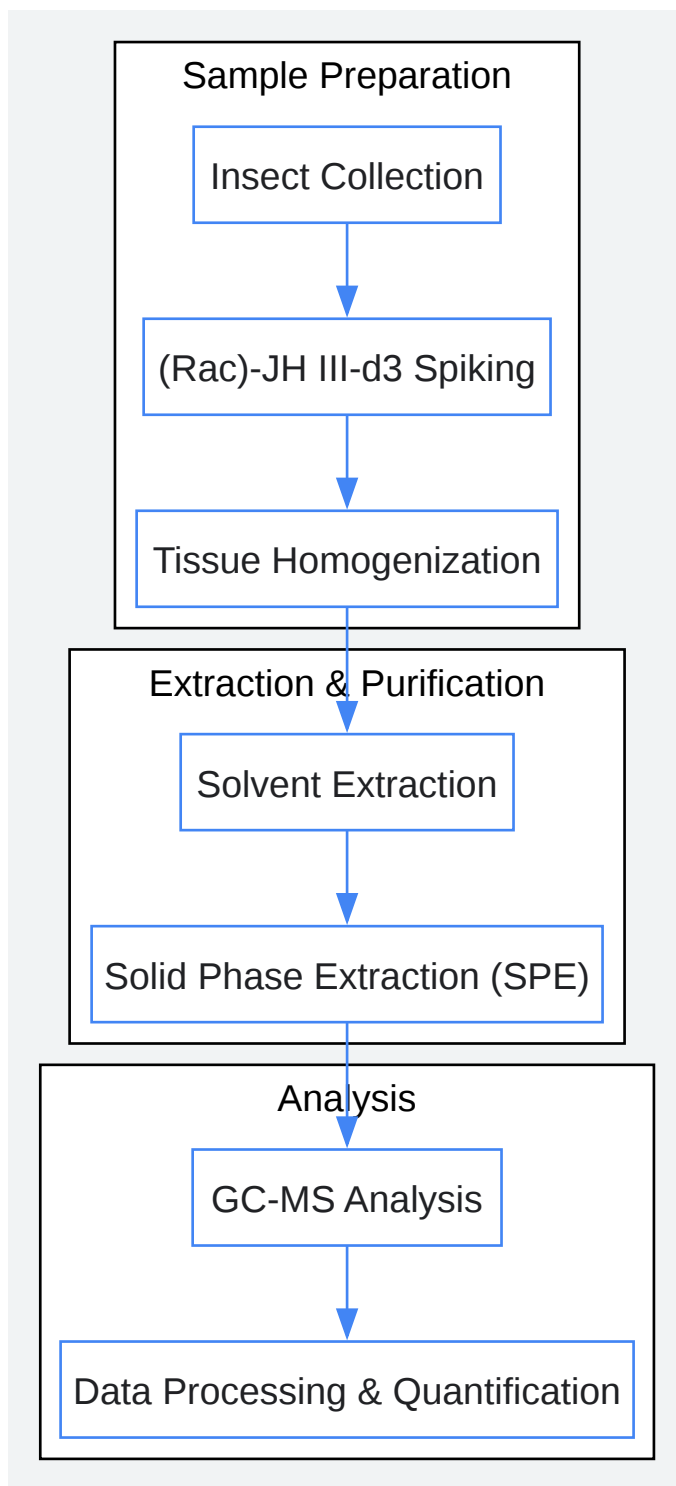 Sample Preparation
Insect Collection
(Rac)-JH III-d3 Spiking
Tissue Homogenization
Extraction & Purification
Solvent Extraction
Solid Phase Extraction (SPE)
Analysis
GC-MS Analysis
Data Processing & Quantification